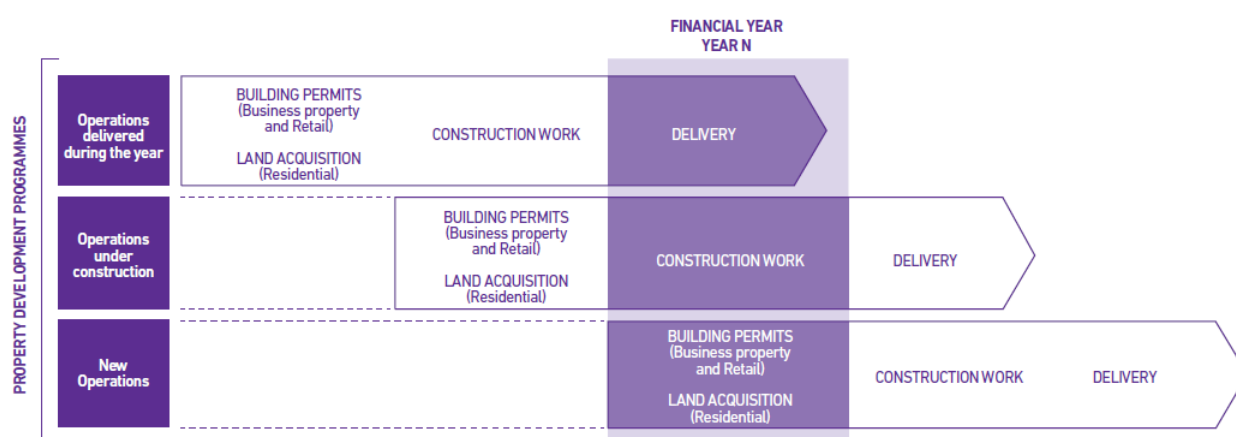 FINANCIAL YEAR
YEAR N
PROPERTY DEVELOPMENT PROGRAMMES
Operations
delivered
during the year
BUILDING PERMITS
(Business property
and Retail)
LAND ACQUISITION
(Residential)
CONSTRUCTION WORK
DELIVERY
Operations
under
construction
BUILDING PERMITS
(Business property
and Retail)
LAND ACQUISITION
(Residential)
CONSTRUCTION WORK
DELIVERY
New
Operations
BUILDING PERMITS
(Business property
and Retail)
LAND ACQUISITION
(Residential)
CONSTRUCTION WORK
DELIVERY